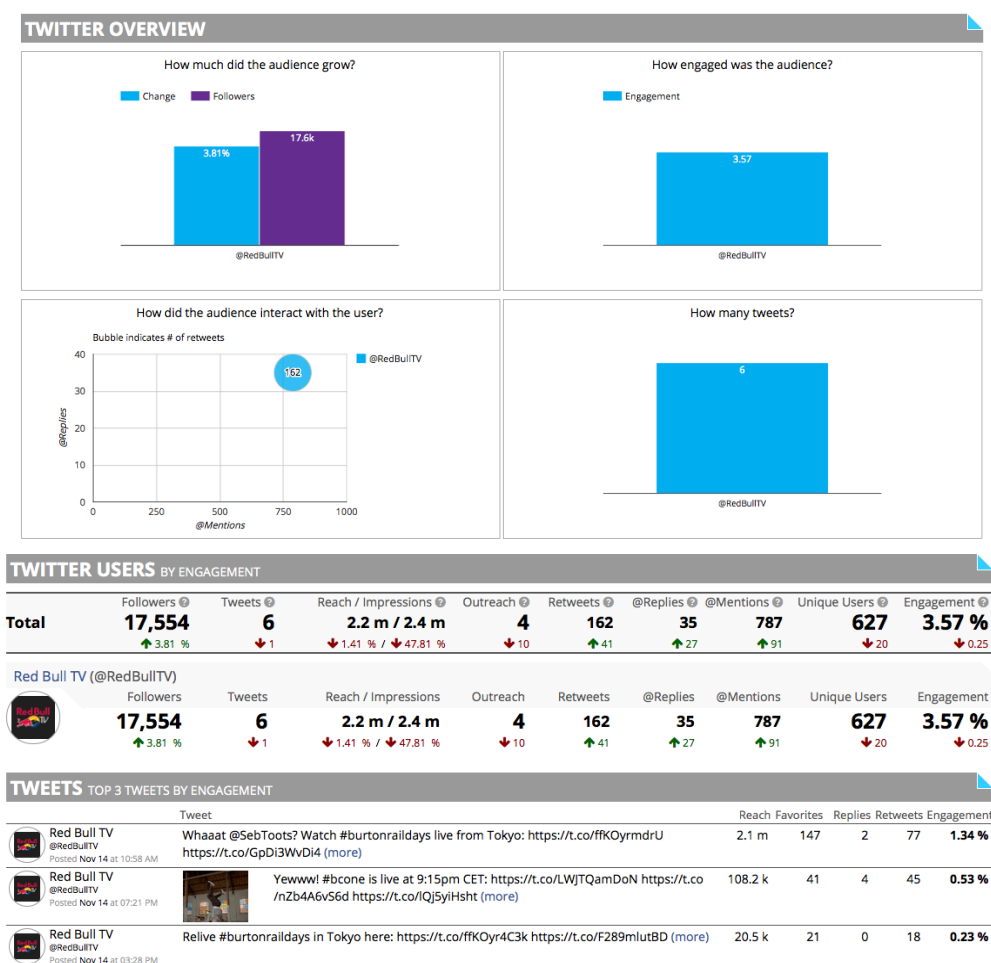 TWITTER OVERVIEW
How much did the audience grow?
Change Followers
17.6k
3.81%
@RedBullTV
How engaged was the audience?
Engagement
3.57
@RedBullTV
How did the audience interact with the user?
Bubble indicates # of retweets
@RedBullTV
40
30
20
10
0
@Replies
162
0 250 500 750 1000
@Mentions
How many tweets?
6
@RedBullTV
TWITTER USERS BY ENGAGEMENT
Followers ? Tweets ? Reach / Impressions ? Outreach ? Retweets ? @Replies ? @Mentions ? Unique Users ? Engagement ?
Total 17,554 6 2.2 m / 2.4 m 4 162 35 787 627 3.57 %
3.81 % 1 1.41 % / 47.81 % 10 41 27 91 20 0.25
Red Bull TV (@RedBullTV)
Followers Tweets Reach / Impressions Outreach Retweets @Replies @Mentions Unique Users Engagement
Red Bull
TV
17,554 6 2.2 m / 2.4 m 4 162 35 787 627 3.57 %
3.81 % 1 1.41 % / 47.81 % 10 41 27 91 20 0.25
TWEETS TOP 3 TWEETS BY ENGAGEMENT
Tweet Reach Favorites Replies Retweets Engagement
Red Bull TV
@RedBullTV
Posted Nov 14 at 10:58 AM
Whaaat @SebToots? Watch #burtonraildays live from Tokyo: https://t.co/ffKOyrmdrU
https://t.co/GpDi3WvDi4 (more)
2.1 m 147 2 77 1.34 %
Red Bull TV
@RedBullTV
Posted Nov 14 at 07:21 PM
Yewww! #bcone is live at 9:15pm CET: https://t.co/LWJTQamDoN https://t.co
/nZb4A6vS6d https://t.co/lQj5yiHsht (more)
108.2 k 41 4 45 0.53 %
Red Bull TV
@RedBullTV
Posted Nov 14 at 03:28 PM
Relive #burtonraildays in Tokyo here: https://t.co/ffKOyr4C3k https://t.co/F289mlutBD (more)
20.5 k 21 0 18 0.23 %